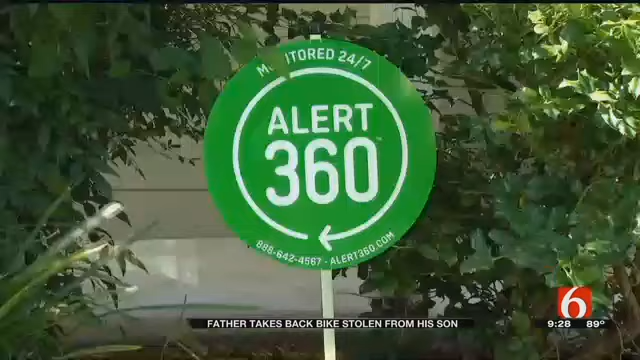 MONITORED 24/7
ALERT
360
888-642-4567 - ALERT360.COM
FATHER TAKES BACK BIKE STOLEN FROM HIS SON
6
9:28 89°